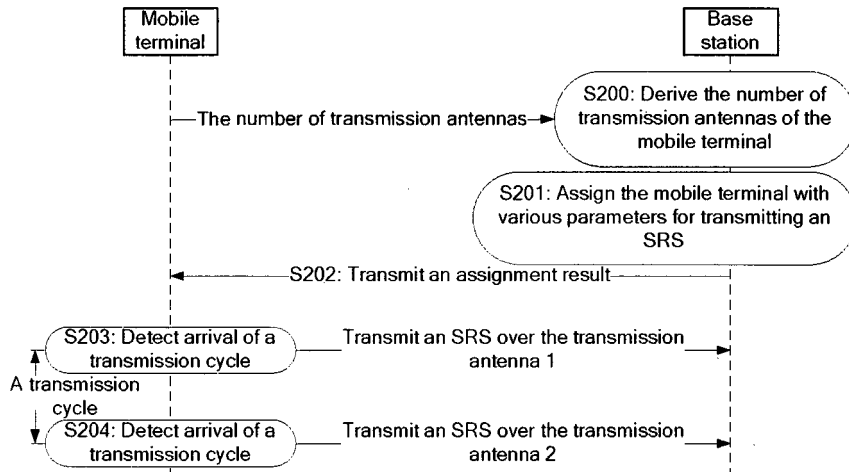 Mobile
terminal
Base
station
The number of transmission antennas
S200: Derive the number of
transmission antennas of the
mobile terminal
S201: Assign the mobile terminal with
various parameters for transmitting an
SRS
S202: Transmit an assignment result
S203: Detect arrival of a
transmission cycle
Transmit an SRS over the transmission
antenna 1
A transmission
cycle
S204: Detect arrival of a
transmission cycle
Transmit an SRS over the transmission
antenna 2